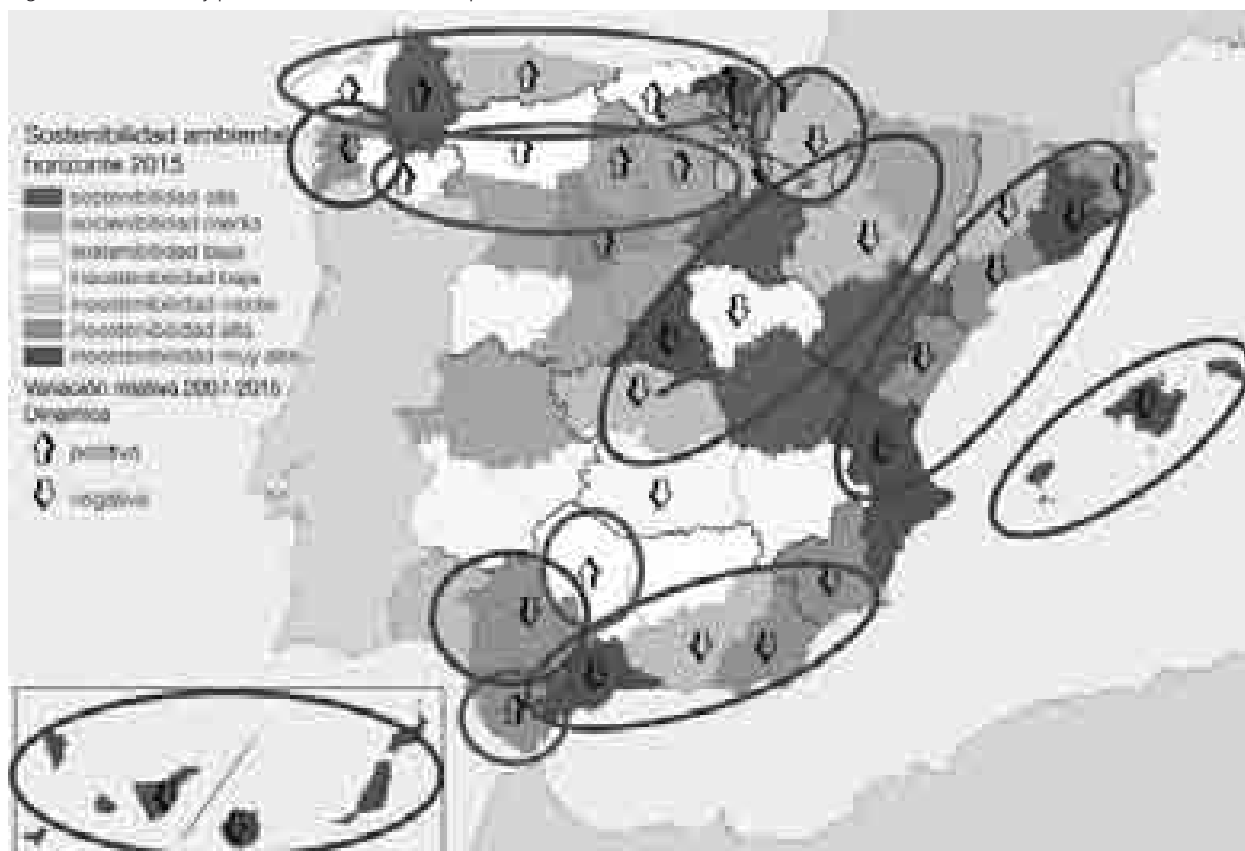 Sostenibilidad ambiental
horizonte 2015
sostenibilidad alta
sostenibilidad media
sostenibilidad baja
insostenibilidad baja
insostenibilidad media
insostenibilidad alta
insostenibilidad muy alta
Variación relativa 2007-2015
Dinámica
positiva
negativa